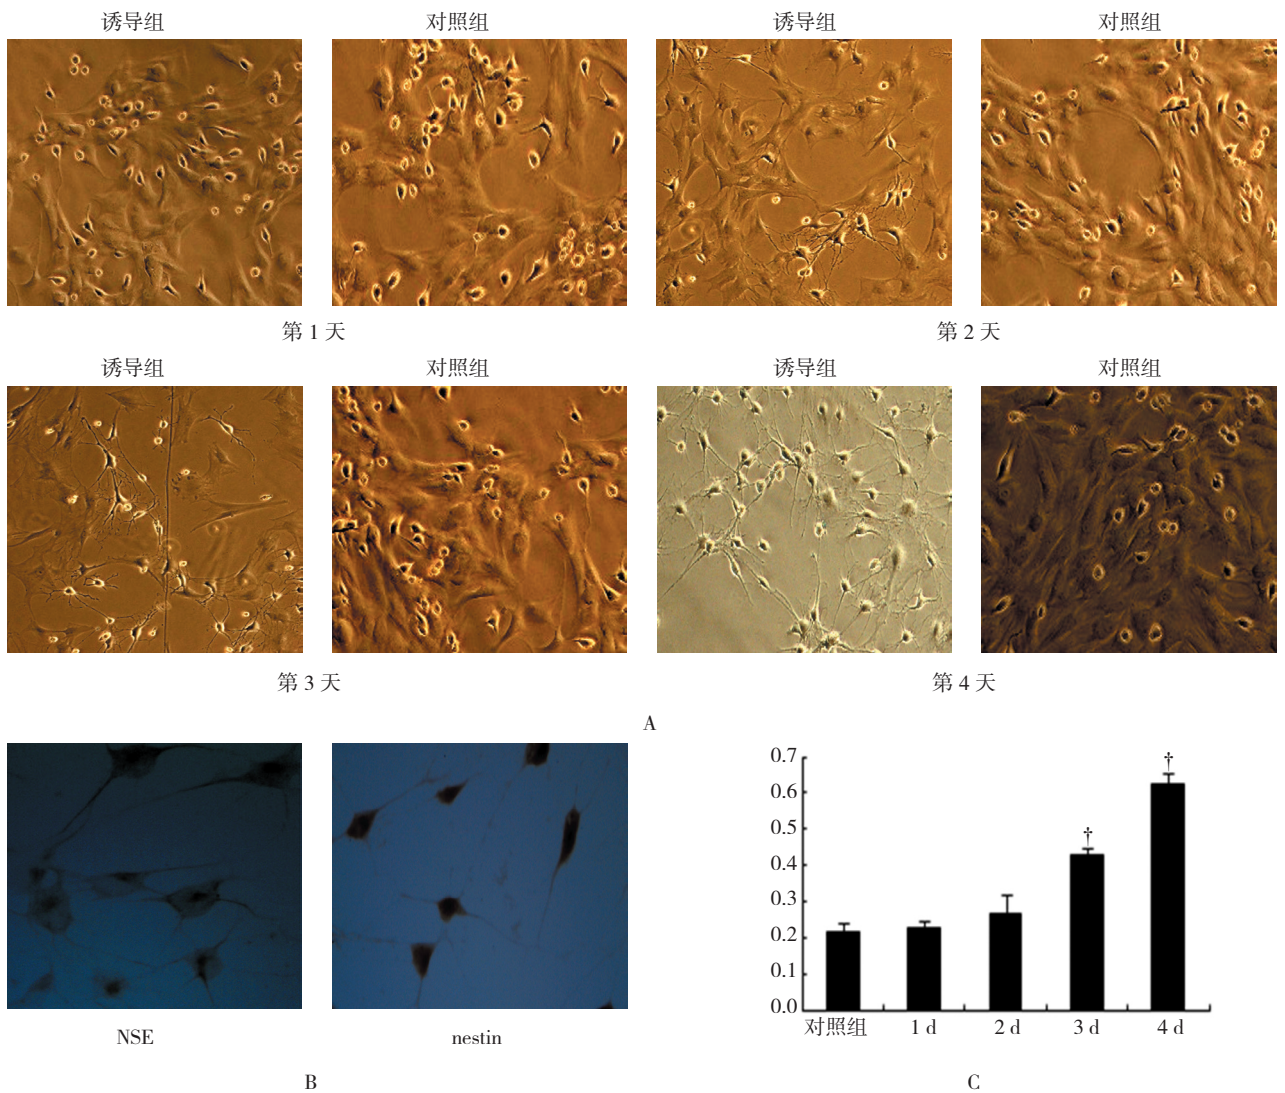 诱导组 对照组 诱导组 对照组
第 1 天 第 2 天
诱导组 对照组 诱导组 对照组
第 3 天 第 4 天
A
NSE nestin
B
0.7
0.6
0.5
0.4
0.3
0.2
0.1
0.0
† †
对照组 1 d 2 d 3 d 4 d
C